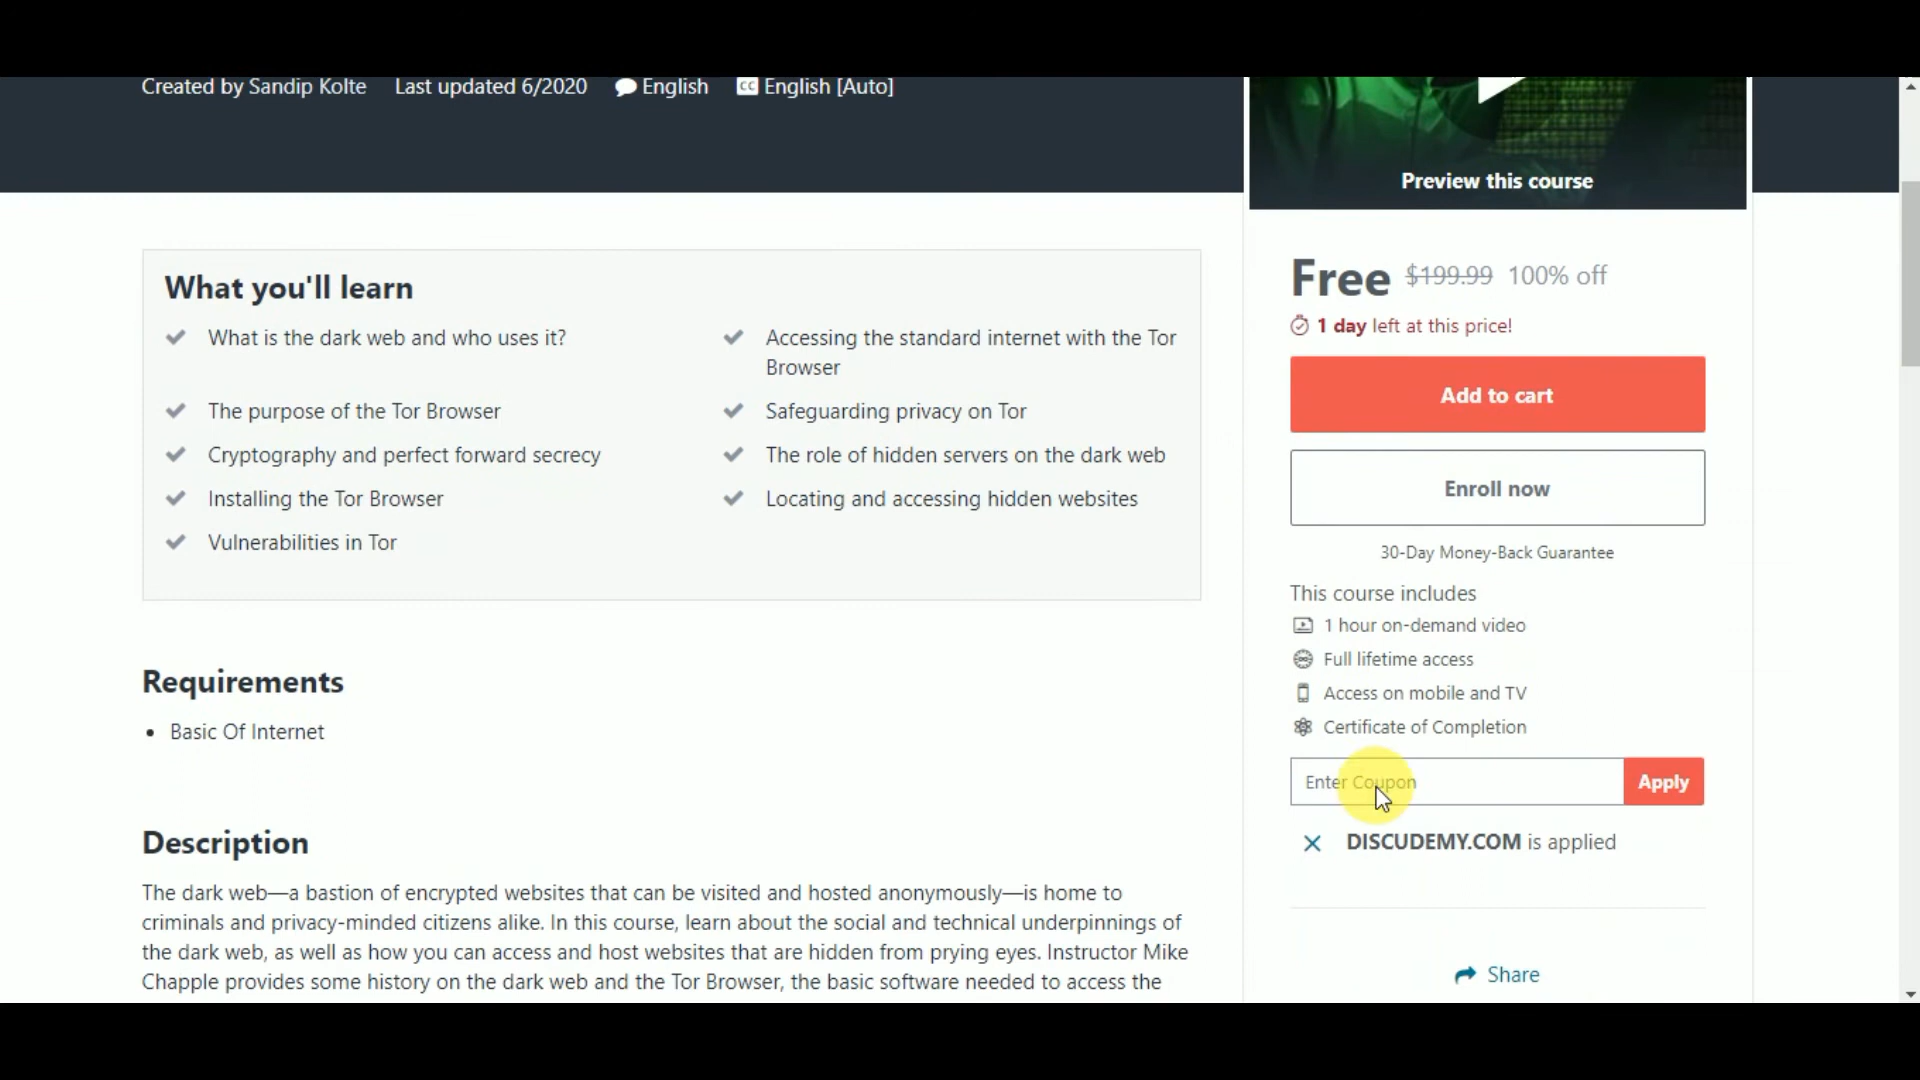 Created by Sandip Kolte Last updated 6/2020 English CC English [Auto]
Preview this course
What you'll learn
What is the dark web and who uses it?
Accessing the standard internet with the Tor
Browser
The purpose of the Tor Browser
Safeguarding privacy on Tor
Cryptography and perfect forward secrecy
The role of hidden servers on the dark web
Installing the Tor Browser
Locating and accessing hidden websites
Vulnerabilities in Tor
Requirements
Basic Of Internet
Description
The dark web—a bastion of encrypted websites that can be visited and hosted anonymously—is home to
criminals and privacy-minded citizens alike. In this course, learn about the social and technical underpinnings of
the dark web, as well as how you can access and host websites that are hidden from prying eyes. Instructor Mike
Chapple provides some history on the dark web and the Tor Browser, the basic software needed to access the
Free $199.99 100% off
1 day left at this price!
Add to cart
Enroll now
30-Day Money-Back Guarantee
This course includes
1 hour on-demand video
Full lifetime access
Access on mobile and TV
Certificate of Completion
Enter Coupon Apply
DISCUDEMY.COM is applied
Share